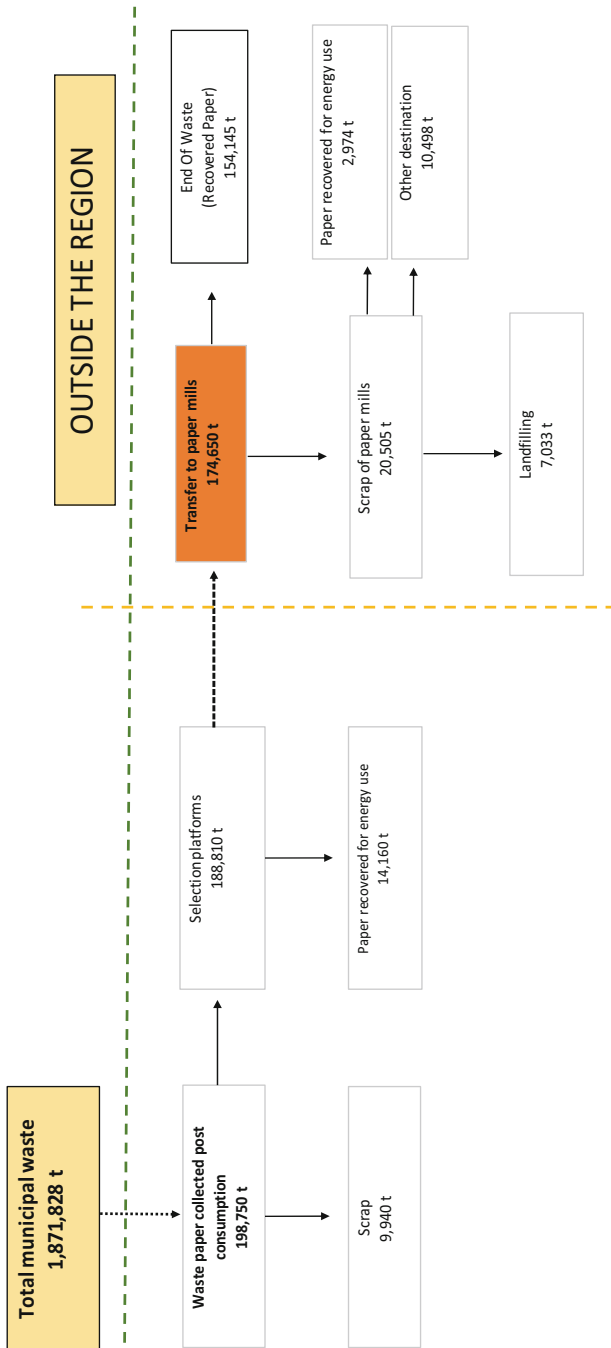 Total municipal waste
1,871,828 t
OUTSIDE THE REGION
Waste paper collected post
consumption
198,750 t
Selection platforms
188,810 t
Transfer to paper mills
174,650 t
End Of Waste
(Recovered Paper)
154,145 t
Scrap
9,940 t
Paper recovered for energy use
14,160 t
Scrap of paper mills
20,505 t
Paper recovered for energy use
2,974 t
Other destination
10,498 t
Landfilling
7,033 t